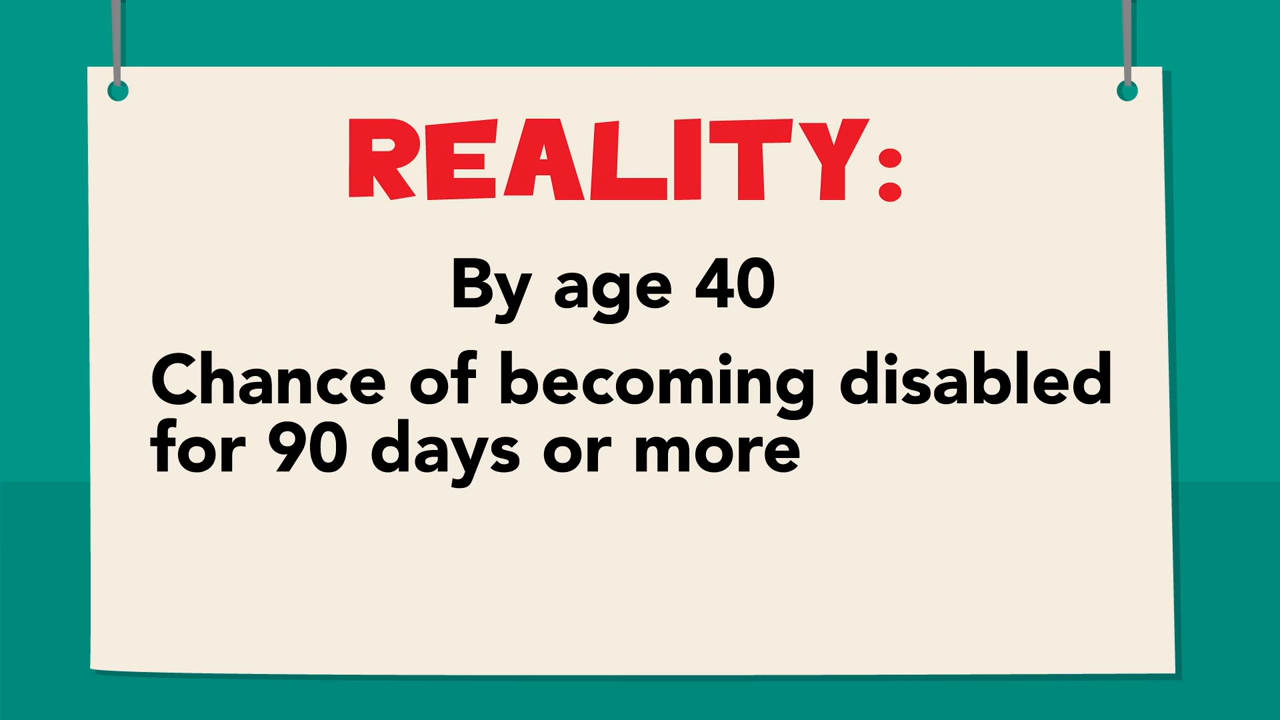 REALITY:
By age 40
Chance of becoming disabled
for 90 days or more